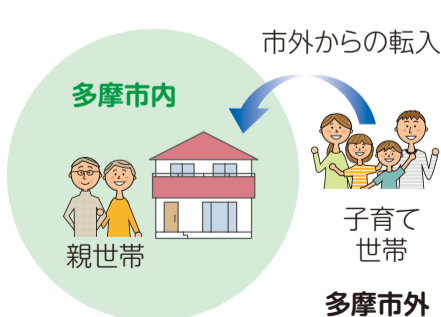 市外からの転入
多摩市内
親世帯
子育て
世帯
多摩市外